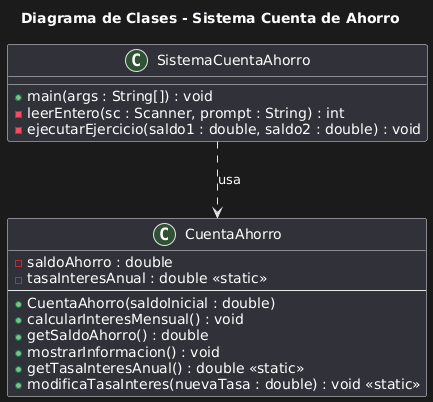 Diagrama de Clases - Sistema Cuenta de Ahorro
C SistemaCuentaAhorro
main(args : String[]) : void
leerEntero(sc : Scanner, prompt : String) : int
ejecutarEjercicio(saldo1 : double, saldo2 : double) : void
usa
C CuentaAhorro
saldoAhorro : double
tasaInteresAnual : double «static»
CuentaAhorro(saldoInicial : double)
calcularInteresMensual() : void
getSaldoAhorro() : double
mostrarInformacion() : void
getTasaInteresAnual() : double «static»
modificaTasaInteres(nuevaTasa : double) : void «static»